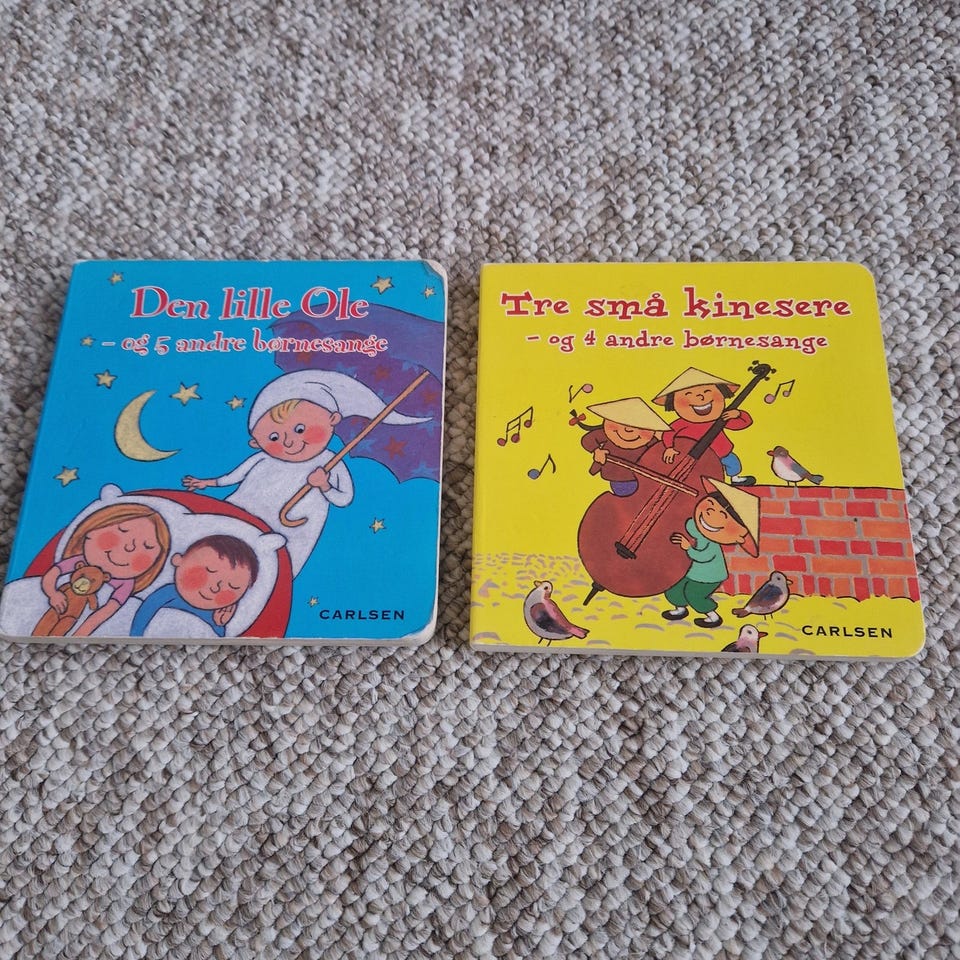 Den lille Ole
– og 5 andre børnesange
CARLSEN
Tre små kinesere
– og 4 andre børnesange
CARLSEN